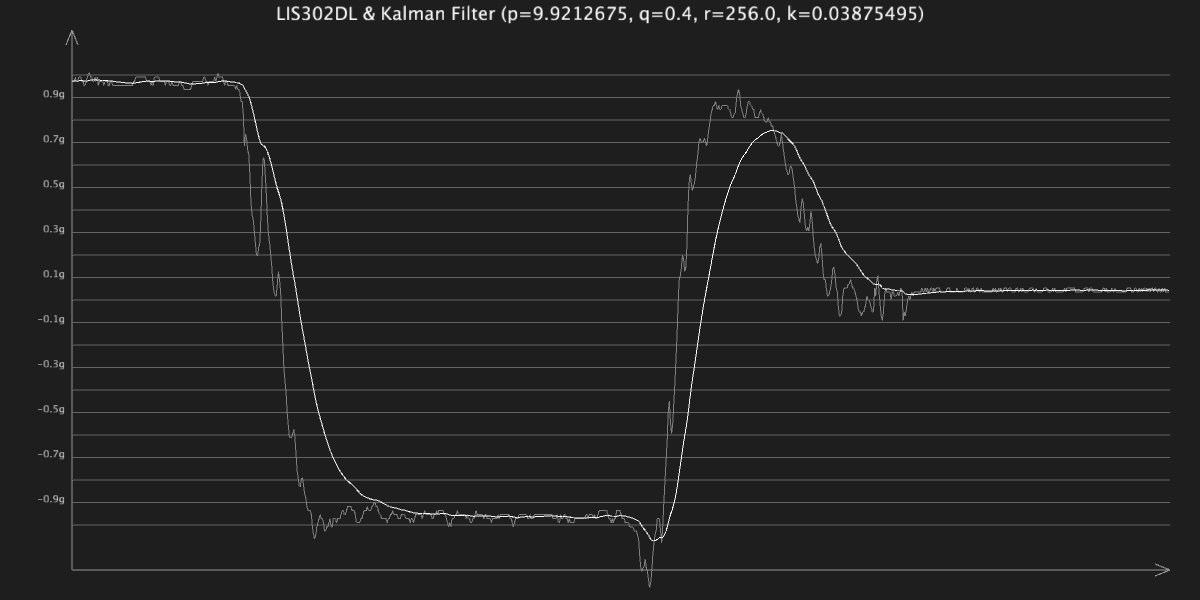 LIS302DL & Kalman Filter (p=9.9212675, q=0.4, r=256.0, k=0.03875495)
0.9g
0.7g
0.5g
0.3g
0.1g
-0.1g
-0.3g
-0.5g
-0.7g
-0.9g